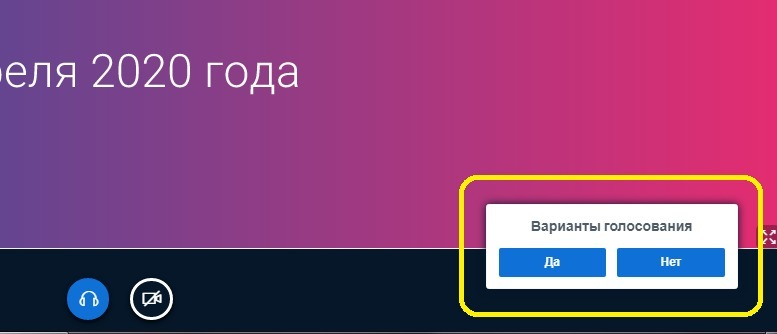 реля 2020 года
Варианты голосования
Да
Нет